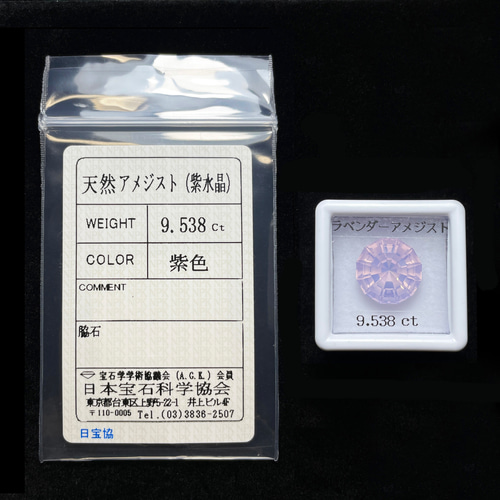 天然アメジスト(紫水晶)
WEIGHT 9.538 Ct
COLOR 紫色
COMMENT
脇石
宝石学学術協議会(A.G.K.)会員
日本宝石科学協会
東京都台東区上野5-22-1 井上ビル4F
〒110-0005 Tel.(03)3836-2507
日宝協
ラベンダーアメジスト
9.538 ct